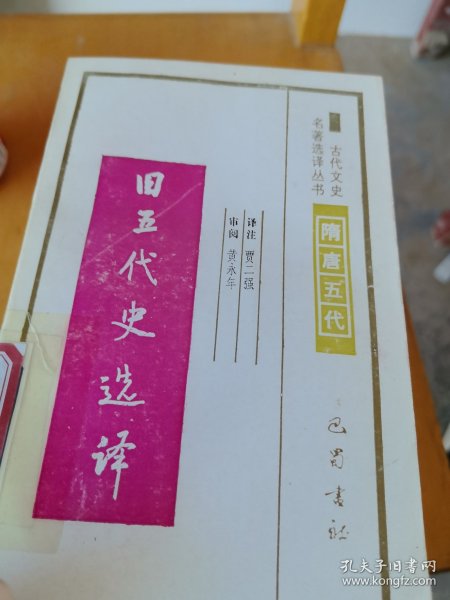 古代文史
名著选译丛书
隋唐五代
巴蜀书社
译注 贾二强
审阅 黄永年
旧五代史选译
孔夫子旧书网
www.kongfz.com